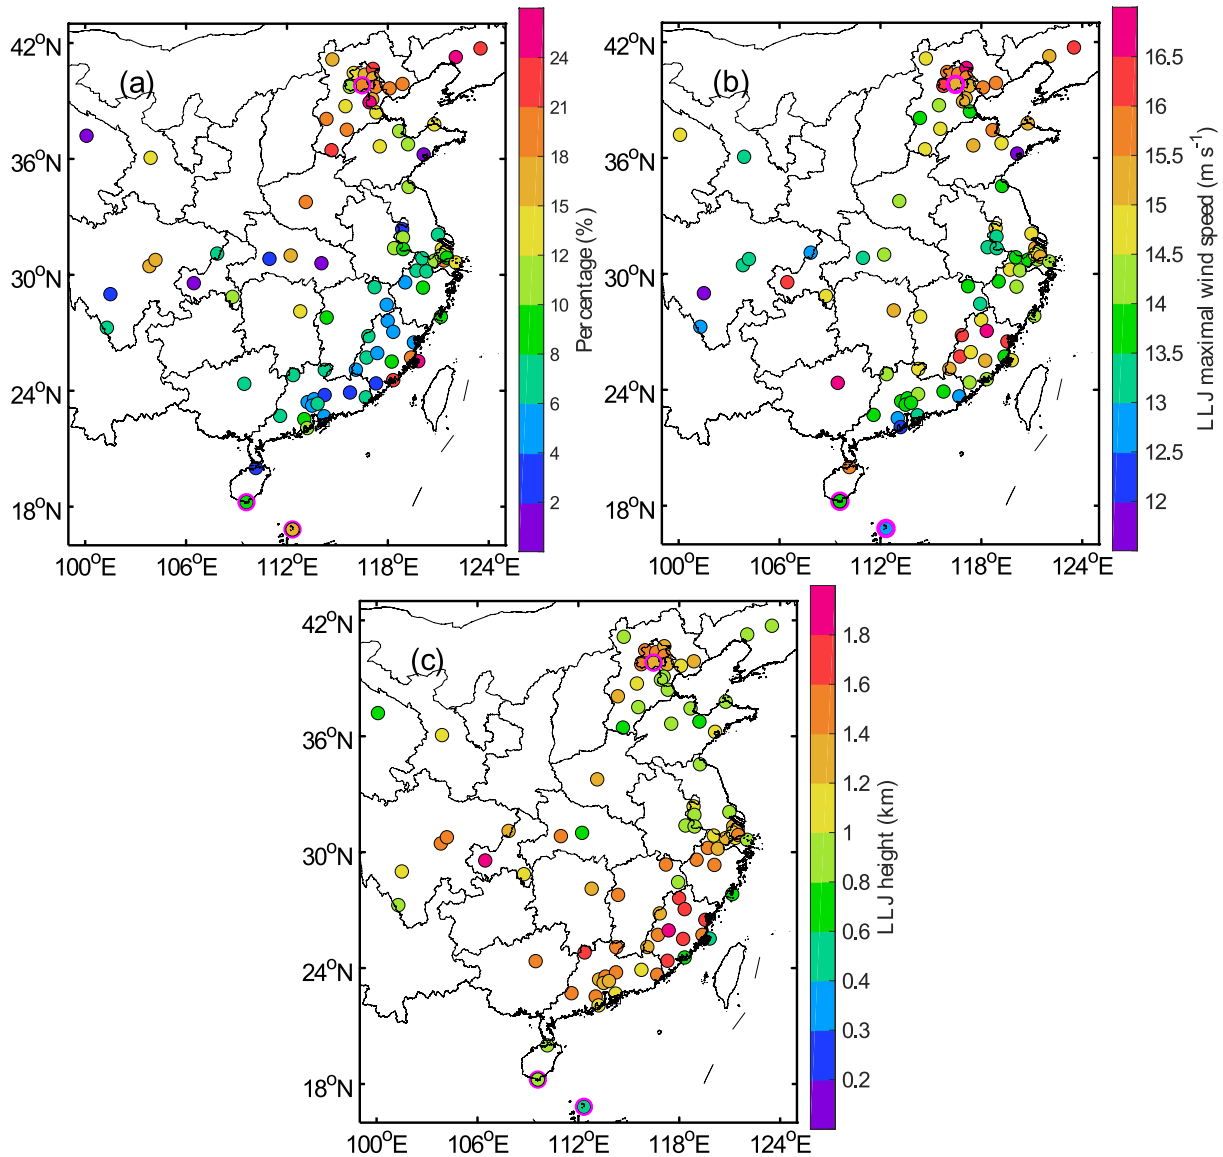 (a)
42°N
36°N
30°N
24°N
18°N
100°E 106°E 112°E 118°E 124°E
24
21
18
15
12
10
8
6
4
2
Percentage (%)
(b)
42°N
36°N
30°N
24°N
18°N
100°E 106°E 112°E 118°E 124°E
16.5
16
15.5
15
14.5
14
13.5
13
12.5
12
LLJ maximal wind speed (m s⁻¹)
(c)
42°N
36°N
30°N
24°N
18°N
100°E 106°E 112°E 118°E 124°E
1.8
1.6
1.4
1.2
1
0.8
0.6
0.4
0.3
0.2
LLJ height (km)